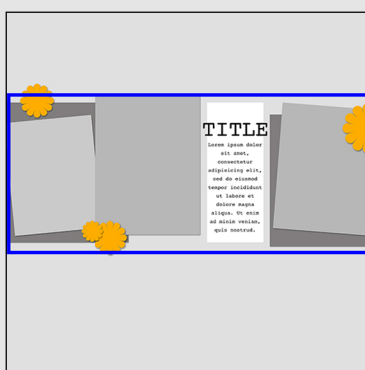 TITLE
Lorem ipsum dolor
sit amet,
consectetur
adipisicing elit,
sed do eiusmod
tempor incididunt
ut labore et
dolore magna
aliqua. Ut enim
ad minim veniam,
quis nostrud.